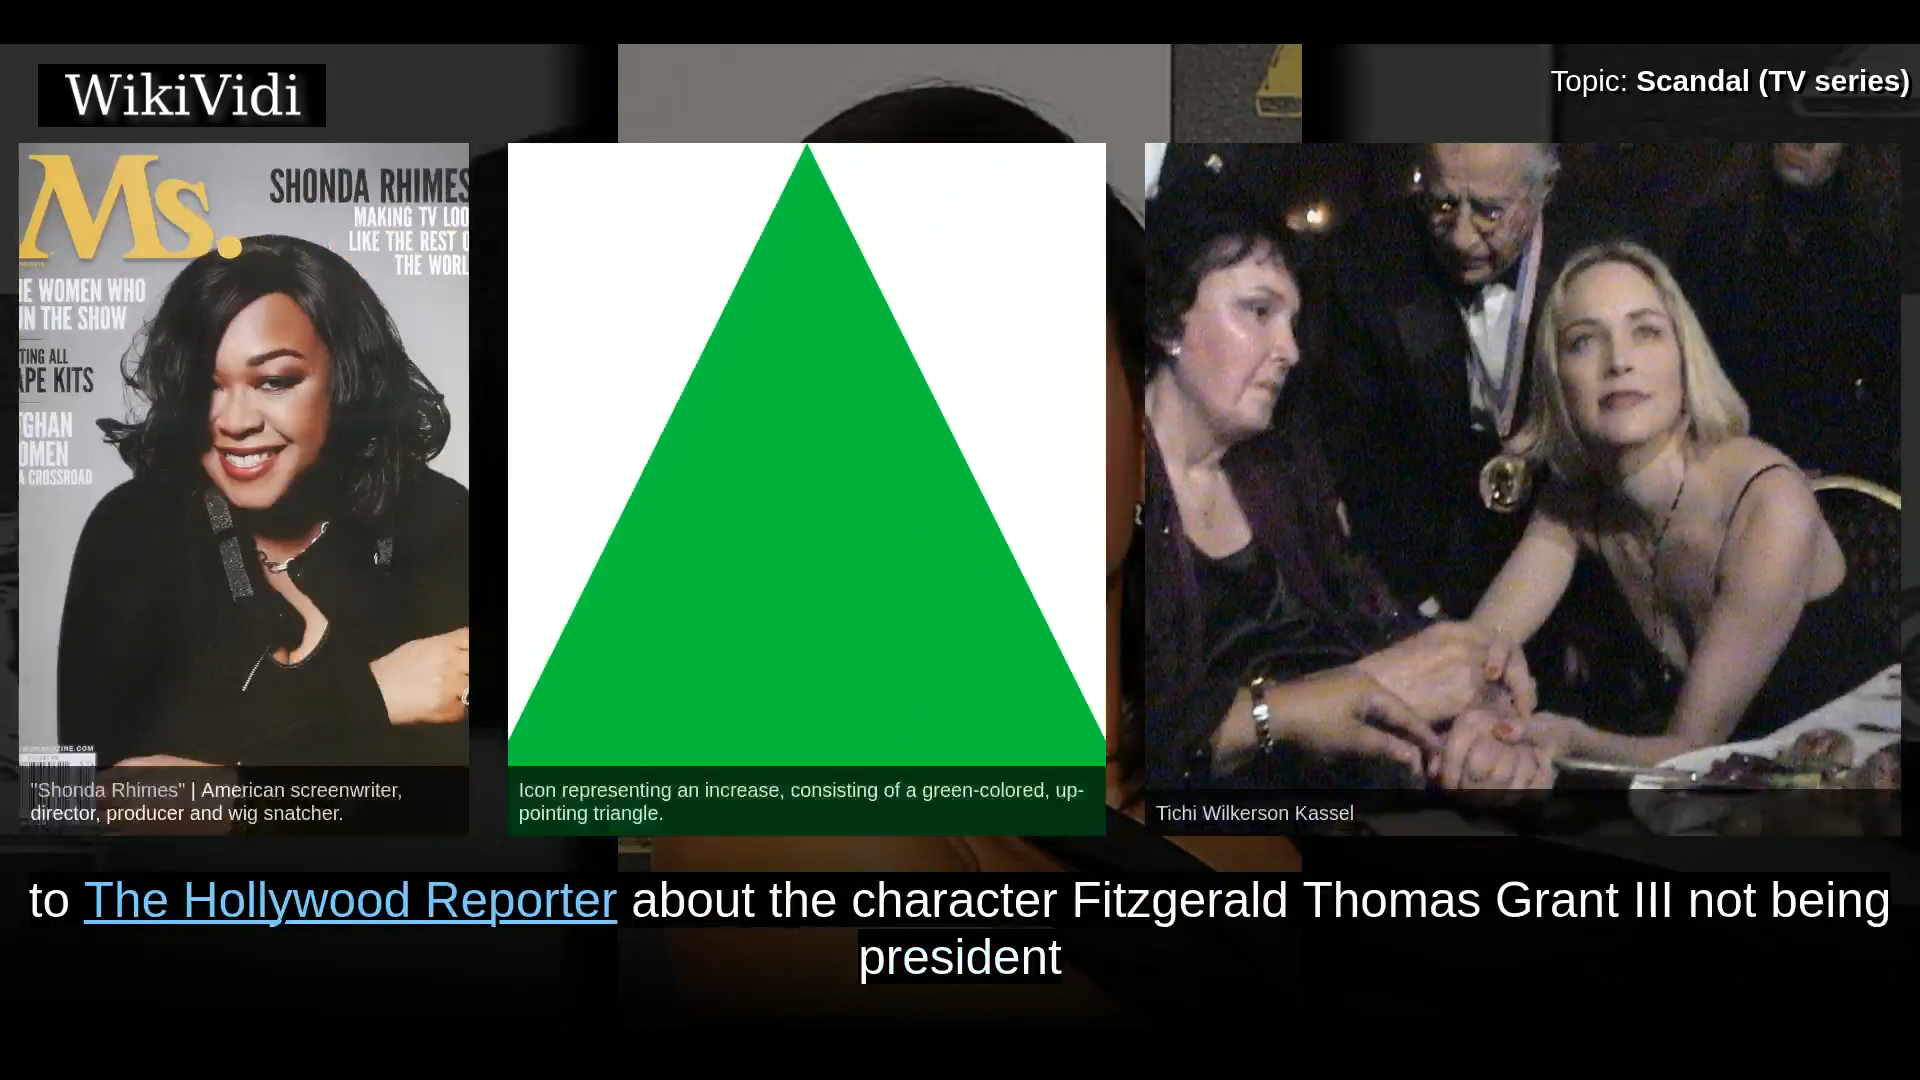 WikiVidi
Topic: Scandal (TV series)
Ms.
SHONDA RHIMES
MAKING TV LOO
LIKE THE REST O
THE WORL
E WOMEN WHO
N THE SHOW
TING ALL
APE KITS
GHAN
OMEN
A CROSSROAD
"Shonda Rhimes" | American screenwriter,
director, producer and wig snatcher.
Icon representing an increase, consisting of a green-colored, up-
pointing triangle.
Tichi Wilkerson Kassel
to The Hollywood Reporter about the character Fitzgerald Thomas Grant III not being
president